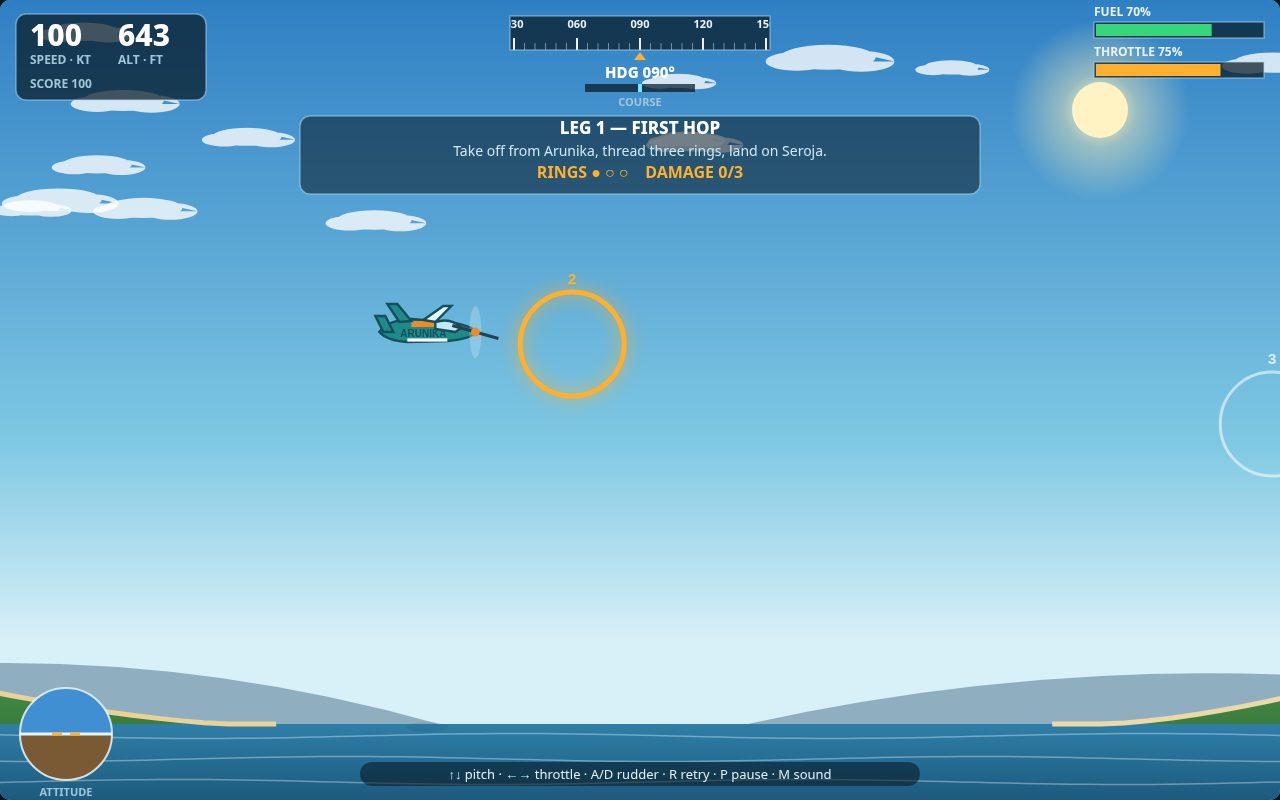 100 643
SPEED · KT ALT · FT
SCORE 100
30 060 090 120 15
HDG 090°
COURSE
FUEL 70%
THROTTLE 75%
LEG 1 — FIRST HOP
Take off from Arunika, thread three rings, land on Seroja.
RINGS ● ○ ○ DAMAGE 0/3
2
ARUNIKA
3
↑↓ pitch · ←→ throttle · A/D rudder · R retry · P pause · M sound
ATTITUDE